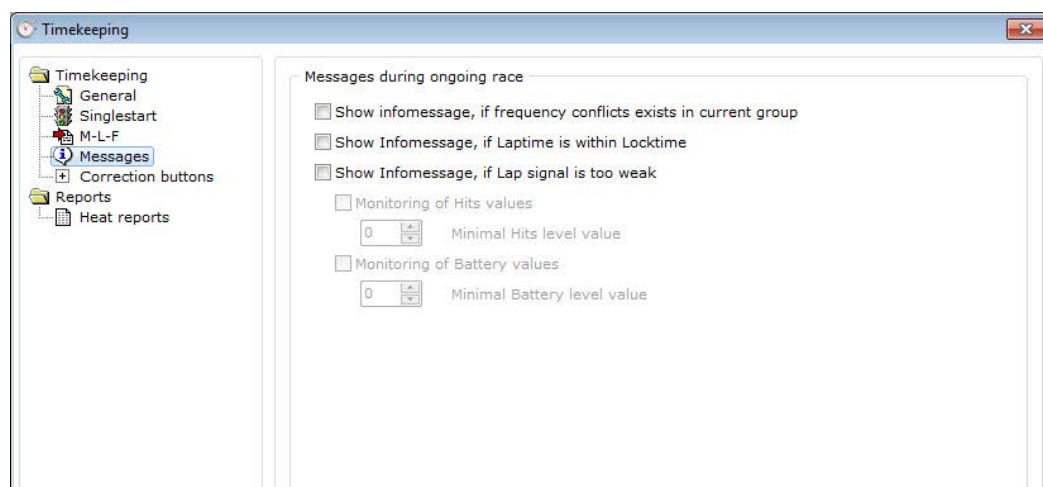 Timekeeping
Timekeeping
General
Singlestart
M-L-F
Messages
Correction buttons
Reports
Heat reports
Messages during ongoing race
Show infomessage, if frequency conflicts exists in current group
Show Infomessage, if Laptime is within Locktime
Show Infomessage, if Lap signal is too weak
Monitoring of Hits values
0 Minimal Hits level value
Monitoring of Battery values
0 Minimal Battery level value